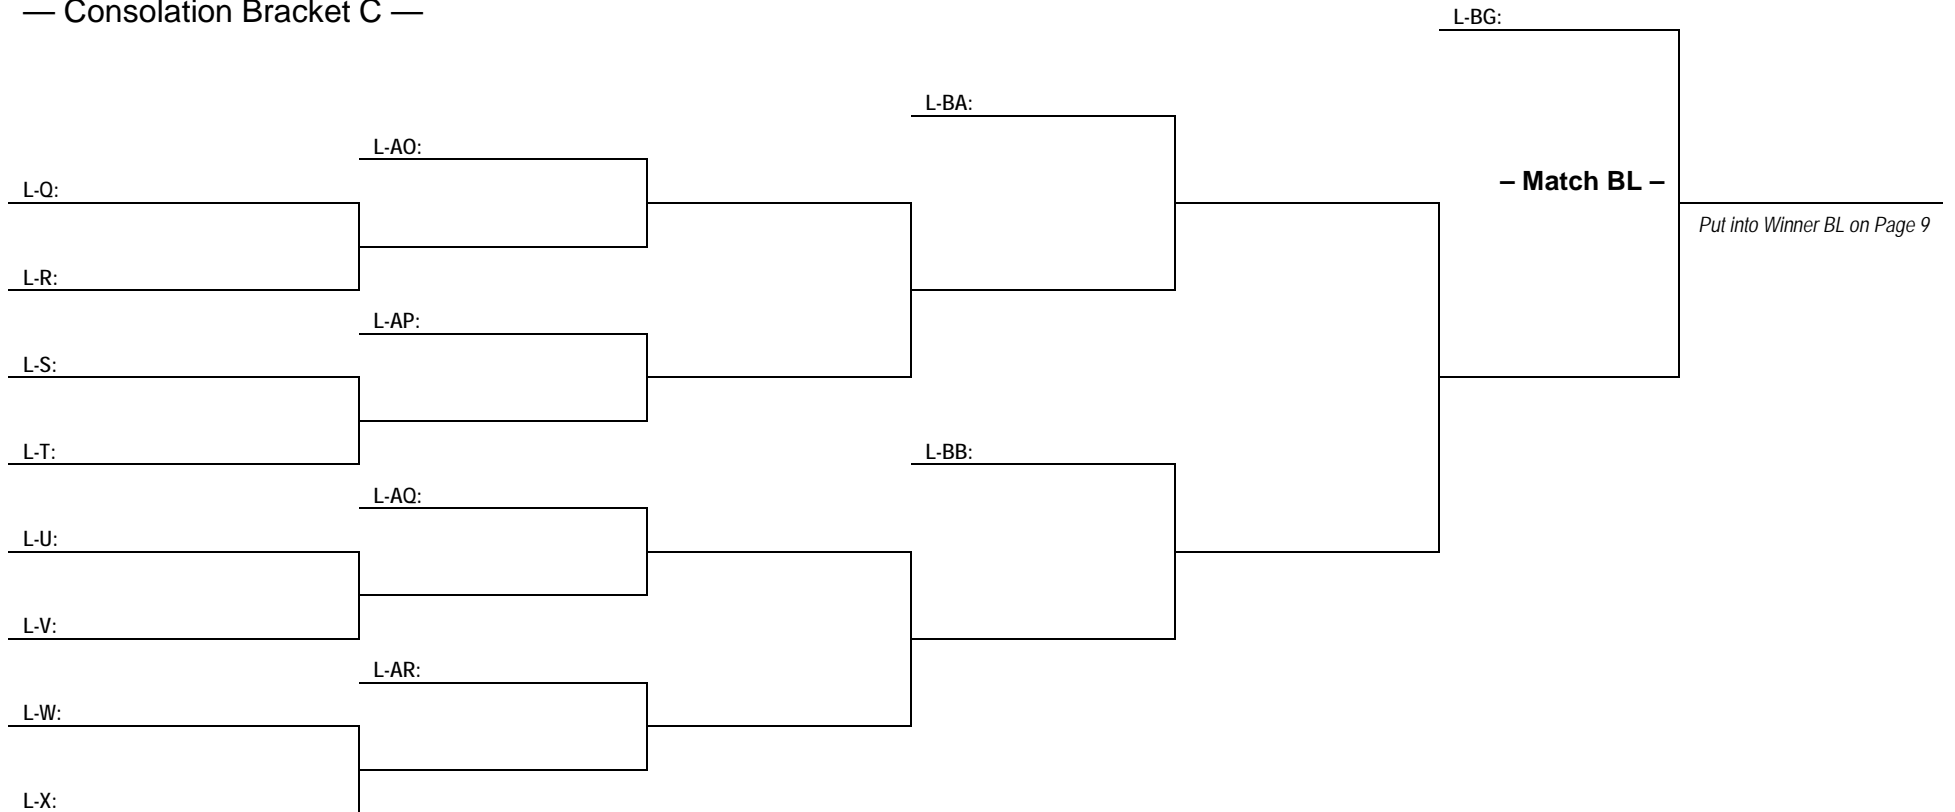 — Consolation Bracket C —
L-BG:
L-BA:
L-AO:
L-Q:
– Match BL –
Put into Winner BL on Page 9
L-R:
L-AP:
L-S:
L-T:
L-BB:
L-AQ:
L-U:
L-V:
L-AR:
L-W:
L-X: